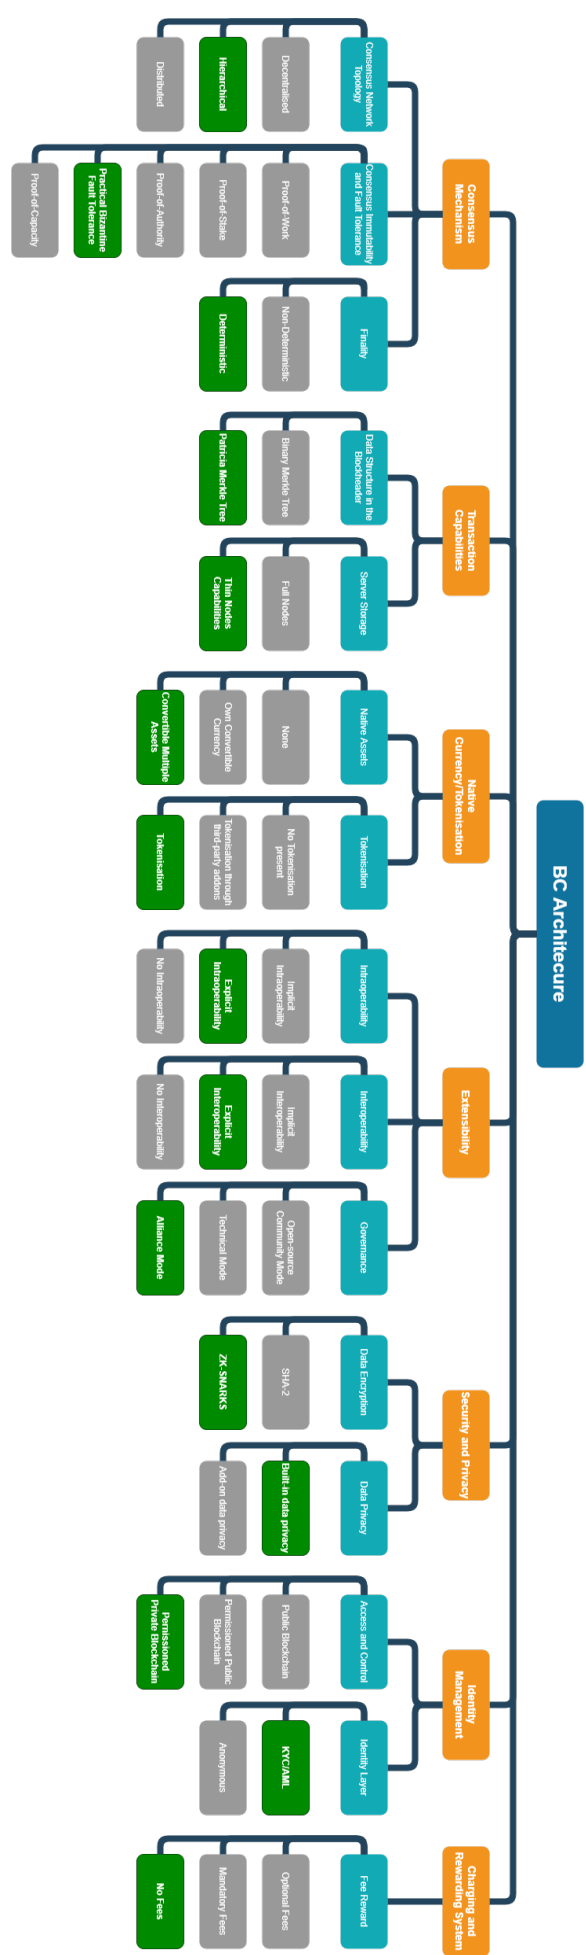 BC Architecure
Consensus
Mechanism
Consensus Network
Topology
Decentralised
Hierarchical
Distributed
Consensus Immutability
and Fault Tolerance
Proof-of-Work
Proof-of-Stake
Proof-of-Authority
Practical Bizantine
Fault Tolerance
Proof-of-Capacity
Finality
Non-Deterministic
Deterministic
Transaction
Capabilities
Data Structure in the
Blockheader
Binary Merkle Tree
Patricia Merkle Tree
Server Storage
Full Nodes
Thin Nodes
Capabilities
Native
Currency/Tokenisation
Native Assets
None
Own Convertible
Currency
Convertible Multiple
Assets
Tokenisation
No Tokenisation
present
Tokenisation through
third-party addons
Tokenisation
Extensibility
Intraoperability
Implicit
Intraoperability
Explicit
Intraoperability
No Intraoperability
Interoperability
Implicit
Interoperability
Explicit
Interoperability
No Interoperability
Governance
Open-source
Community Mode
Technical Mode
Alliance Mode
Security and Privacy
Data Encryption
SHA-2
ZK-SNARKS
Data Privacy
Built-in data privacy
Add-on data privacy
Identity
Management
Access and Control
Public Blockchain
Permissioned Public
Blockchain
Permissioned
Private Blockchain
Identity Layer
KYC/AML
Anonymous
Charging and
Rewarding System
Fee Reward
Optional Fees
Mandatory Fees
No Fees